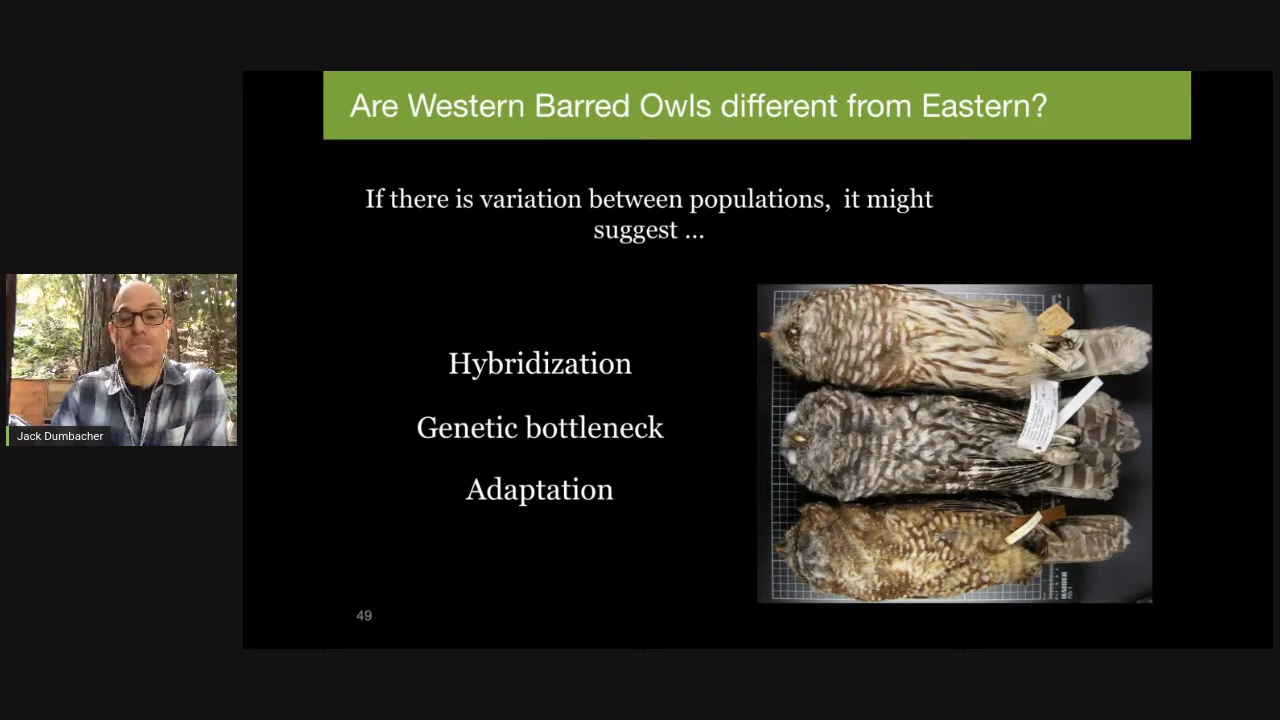 Are Western Barred Owls different from Eastern?
If there is variation between populations,  it might
suggest ...
Hybridization
Genetic bottleneck
Adaptation
49
Jack Dumbacher